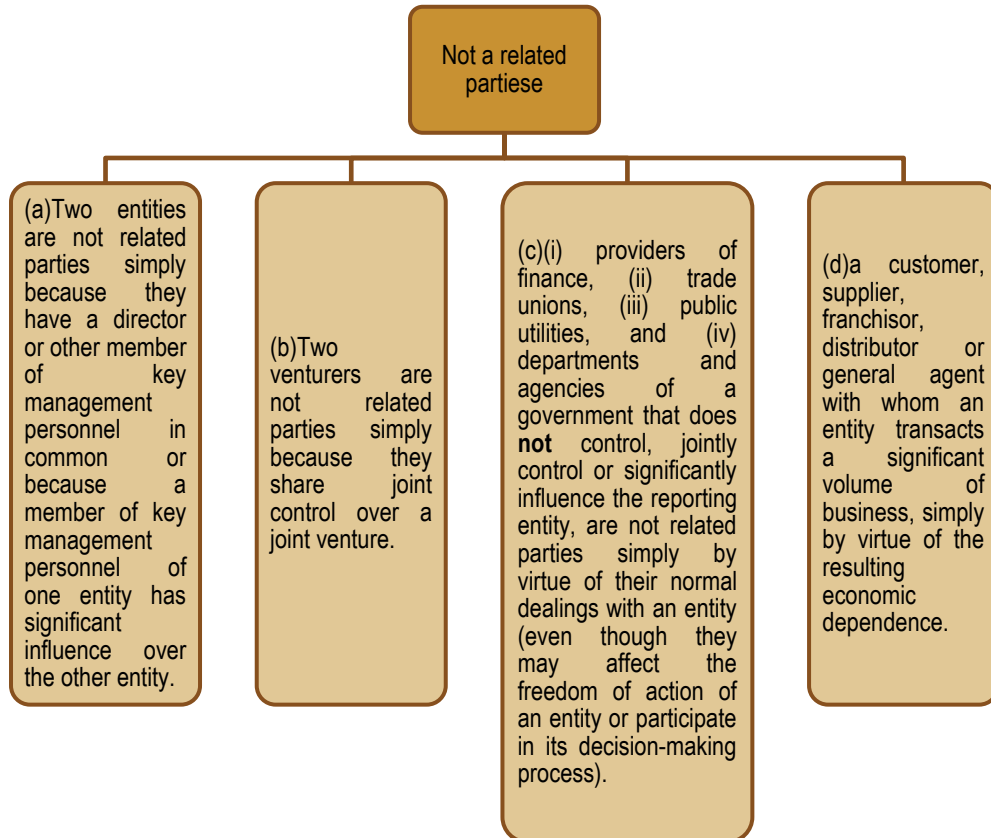 Not a related
partiese
(a)Two entities
are not related
parties simply
because they
have a director
or other member
of key
management
personnel in
common or
because a
member of key
management
personnel of
one entity has
significant
influence over
the other entity.
(b)Two
venturers are
not related
parties simply
because they
share joint
control over a
joint venture.
(c)(i) providers of
finance, (ii) trade
unions, (iii) public
utilities, and (iv)
departments and
agencies of a
government that does
not control, jointly
control or significantly
influence the reporting
entity, are not related
parties simply by
virtue of their normal
dealings with an entity
(even though they
may affect the
freedom of action of
an entity or participate
in its decision-making
process).
(d)a customer,
supplier,
franchisor,
distributor or
general agent
with whom an
entity transacts
a significant
volume of
business, simply
by virtue of the
resulting
economic
dependence.